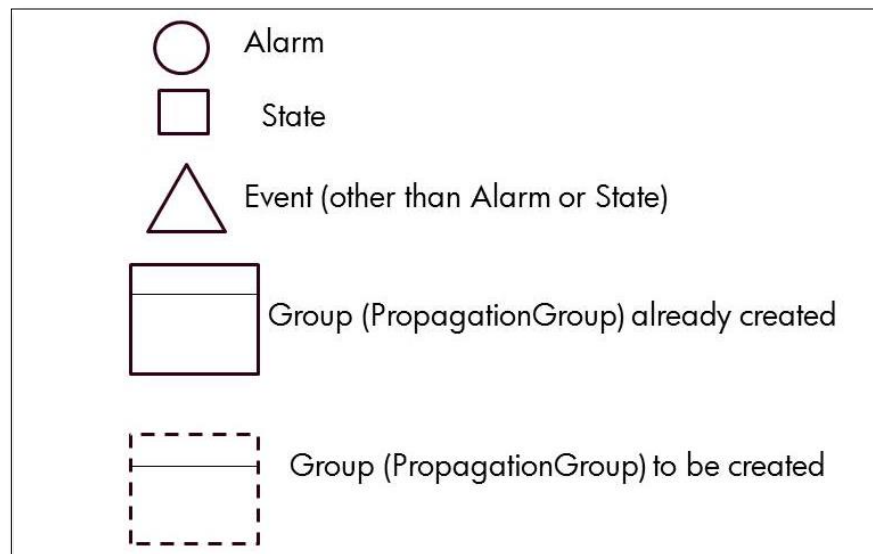 Alarm
State
Event (other than Alarm or State)
Group (PropagationGroup) already created
Group (PropagationGroup) to be created